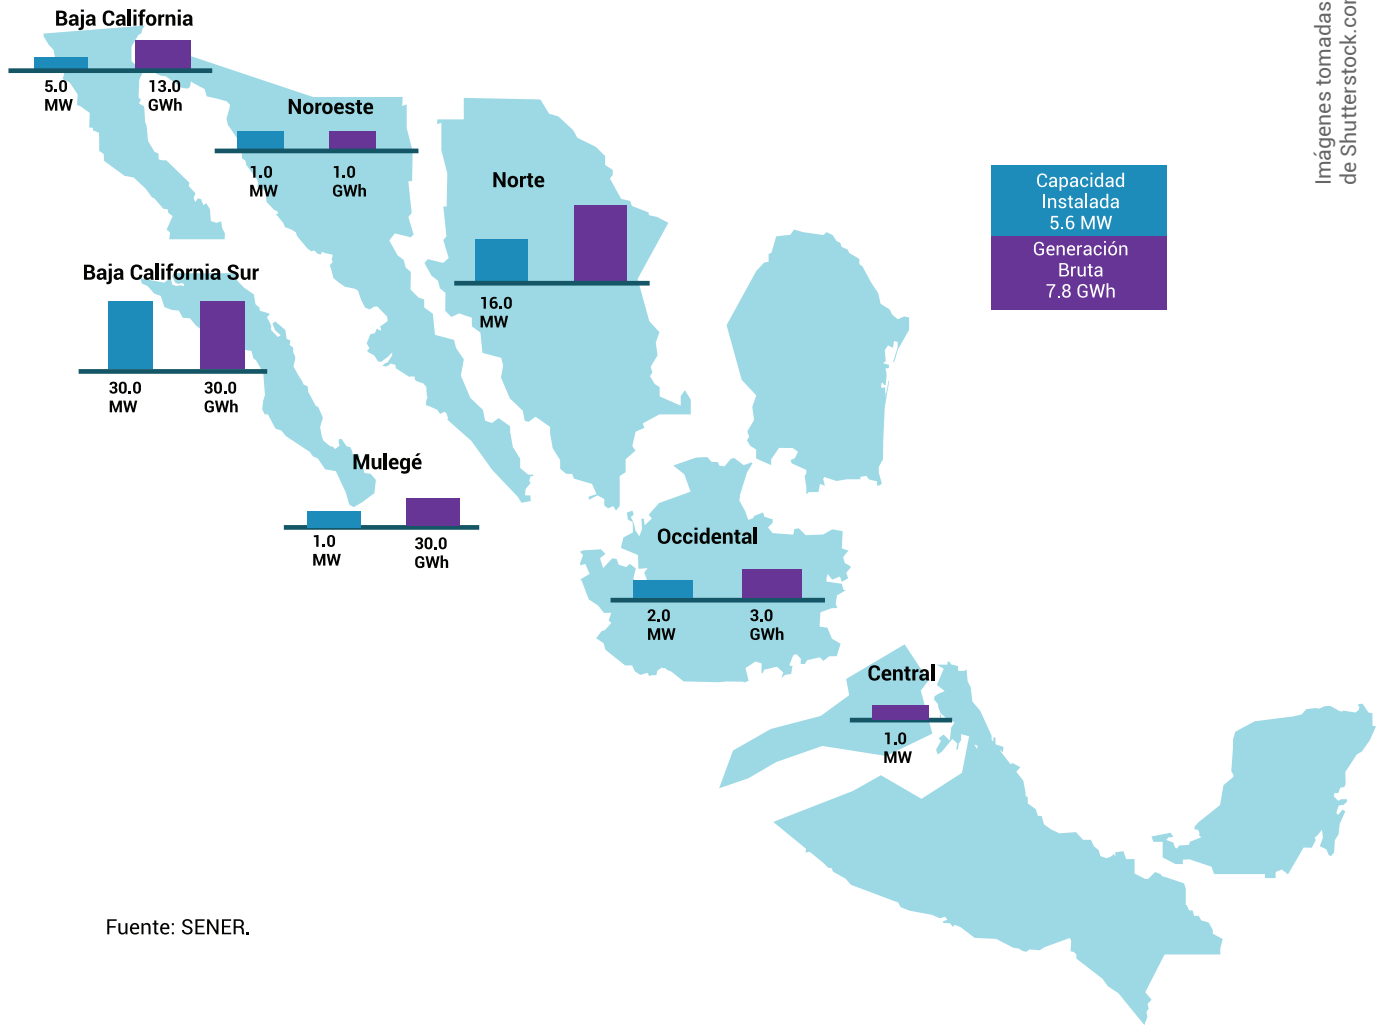 Baja California
5.0
MW
13.0
GWh
Noroeste
1.0
MW
1.0
GWh
Norte
16.0
MW
Baja California Sur
30.0
MW
30.0
GWh
Mulegé
1.0
MW
30.0
GWh
Occidental
2.0
MW
3.0
GWh
Central
1.0
MW
Capacidad
Instalada
5.6 MW
Generación
Bruta
7.8 GWh
Imágenes tomadas
de Shutterstock.com
Fuente: SENER.